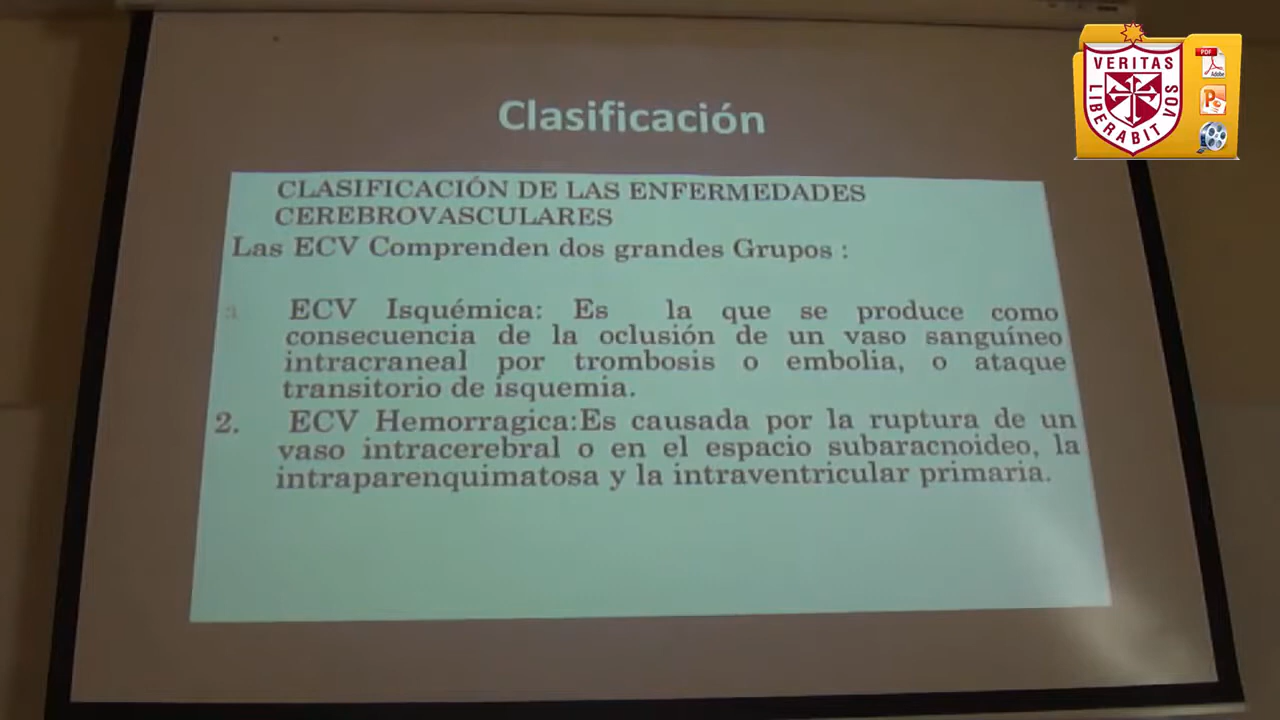 Clasificación
CLASIFICACIÓN DE LAS ENFERMEDADES
CEREBROVASCULARES
Las ECV Comprenden dos grandes Grupos :
a ECV Isquémica: Es la que se produce como
consecuencia de la oclusión de un vaso sanguíneo
intracraneal por trombosis o embolia, o ataque
transitorio de isquemia.
2. ECV Hemorragica:Es causada por la ruptura de un
vaso intracerebral o en el espacio subaracnoideo, la
intraparenquimatosa y la intraventricular primaria.
VERITAS
LIBERABIT VOS
PDF
Adobe
P